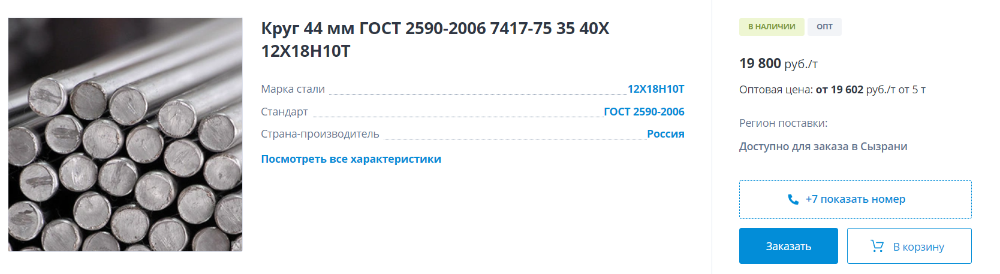 Круг 44 мм ГОСТ 2590-2006 7417-75 35 40Х
12Х18Н10Т
Марка стали 12Х18Н10Т
Стандарт ГОСТ 2590-2006
Страна-производитель Россия
Посмотреть все характеристики
В НАЛИЧИИ ОПТ
19 800 руб./т
Оптовая цена: от 19 602 руб./т от 5 т
Регион поставки:
Доступно для заказа в Сызрани
+7 показать номер
Заказать В корзину